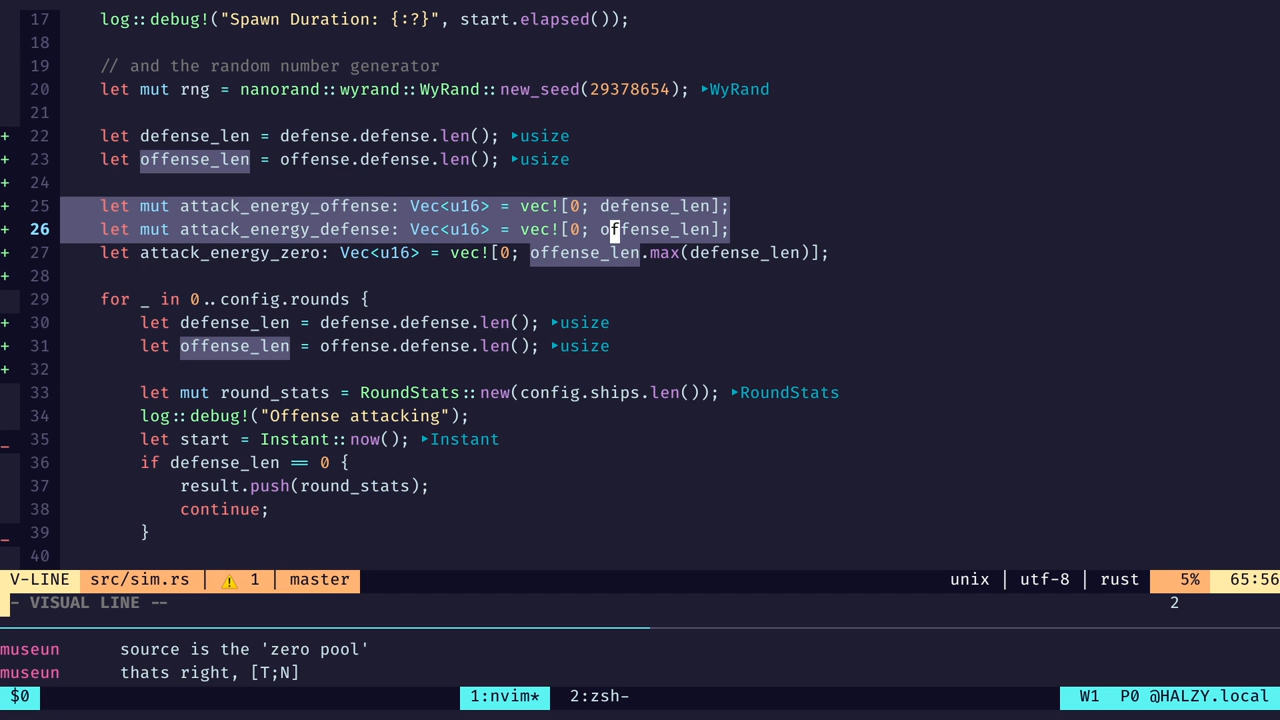 17 log::debug!("Spawn Duration: {:?}", start.elapsed());
18
19 // and the random number generator
20 let mut rng = nanorand::wyrand::WyRand::new_seed(29378654); ▸WyRand
21
+ 22 let defense_len = defense.defense.len(); ▸usize
+ 23 let offense_len = offense.defense.len(); ▸usize
+ 24
+ 25 let mut attack_energy_offense: Vec<u16> = vec![0; defense_len];
+ 26 let mut attack_energy_defense: Vec<u16> = vec![0; offense_len];
+ 27 let attack_energy_zero: Vec<u16> = vec![0; offense_len.max(defense_len)];
+ 28
29 for _ in 0..config.rounds {
+ 30 let defense_len = defense.defense.len(); ▸usize
+ 31 let offense_len = offense.defense.len(); ▸usize
+ 32
33 let mut round_stats = RoundStats::new(config.ships.len()); ▸RoundStats
34 log::debug!("Offense attacking");
_ 35 let start = Instant::now(); ▸Instant
36 if defense_len == 0 {
37 result.push(round_stats);
38 continue;
_ 39 }
40
V-LINE src/sim.rs | ⚠ 1 | master unix | utf-8 | rust 5% 65:56
- VISUAL LINE -- 2
museun source is the 'zero pool'
museun thats right, [T;N]
$0 1:nvim* 2:zsh- W1 P0 @HALZY.local